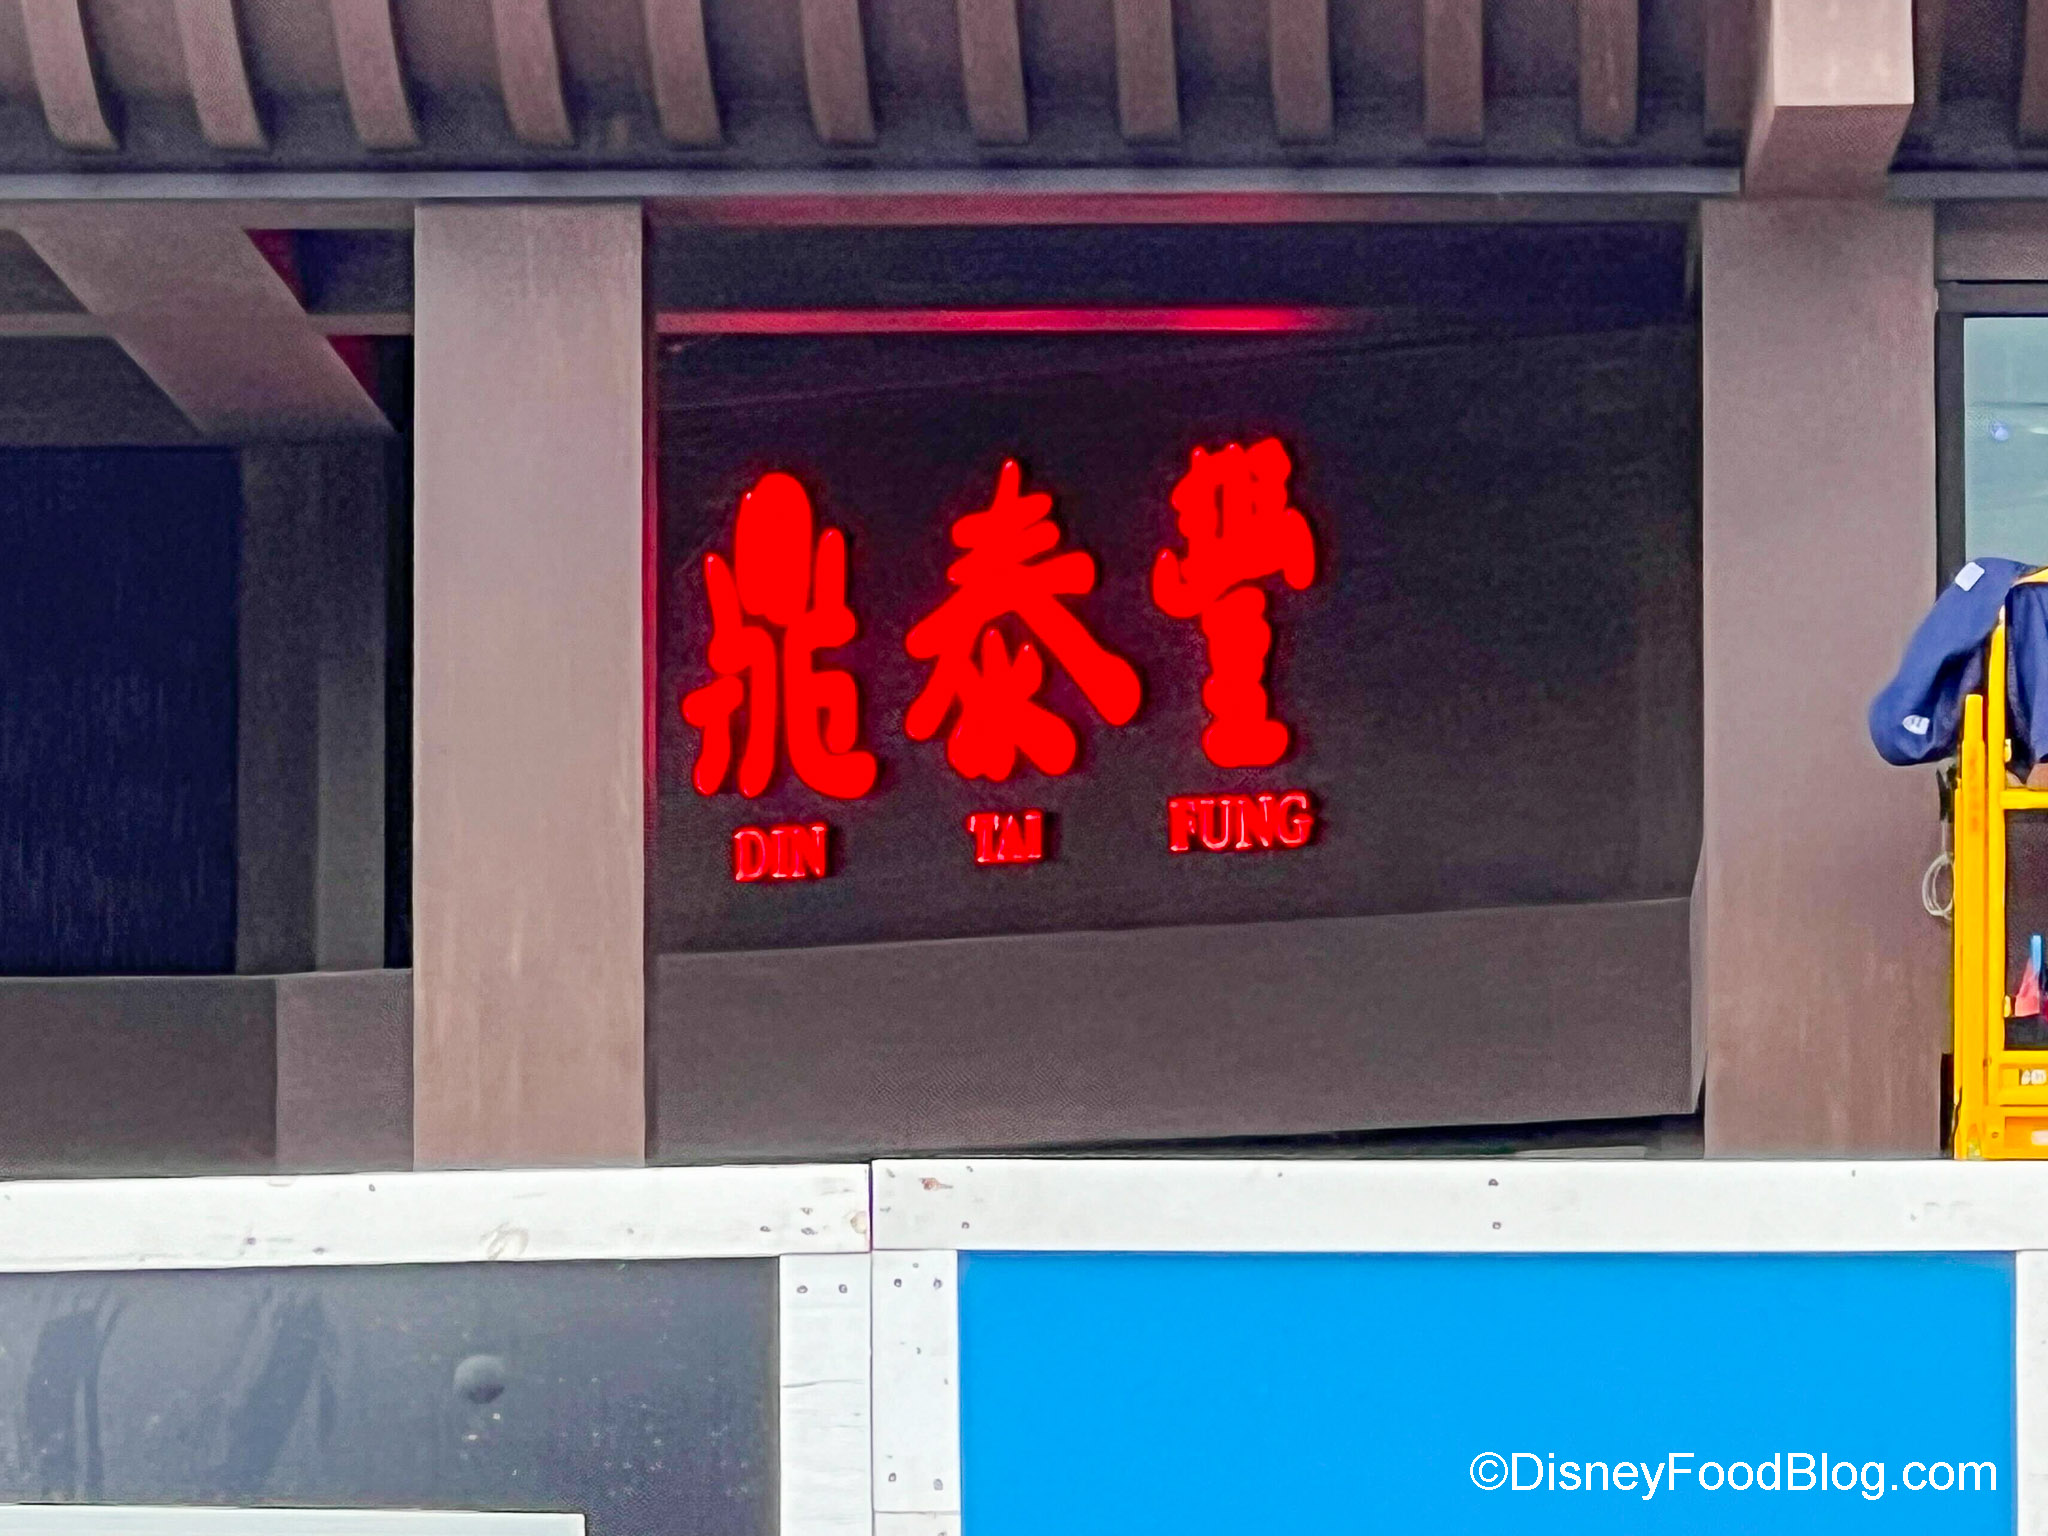 鼎泰豐
DIN TAI FUNG
©DisneyFoodBlog.com